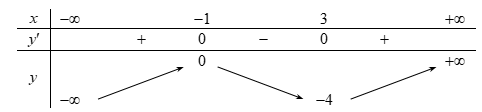 x −∞ −1 3 +∞
y′ + 0 − 0 +
0 +∞
y
−∞ −4